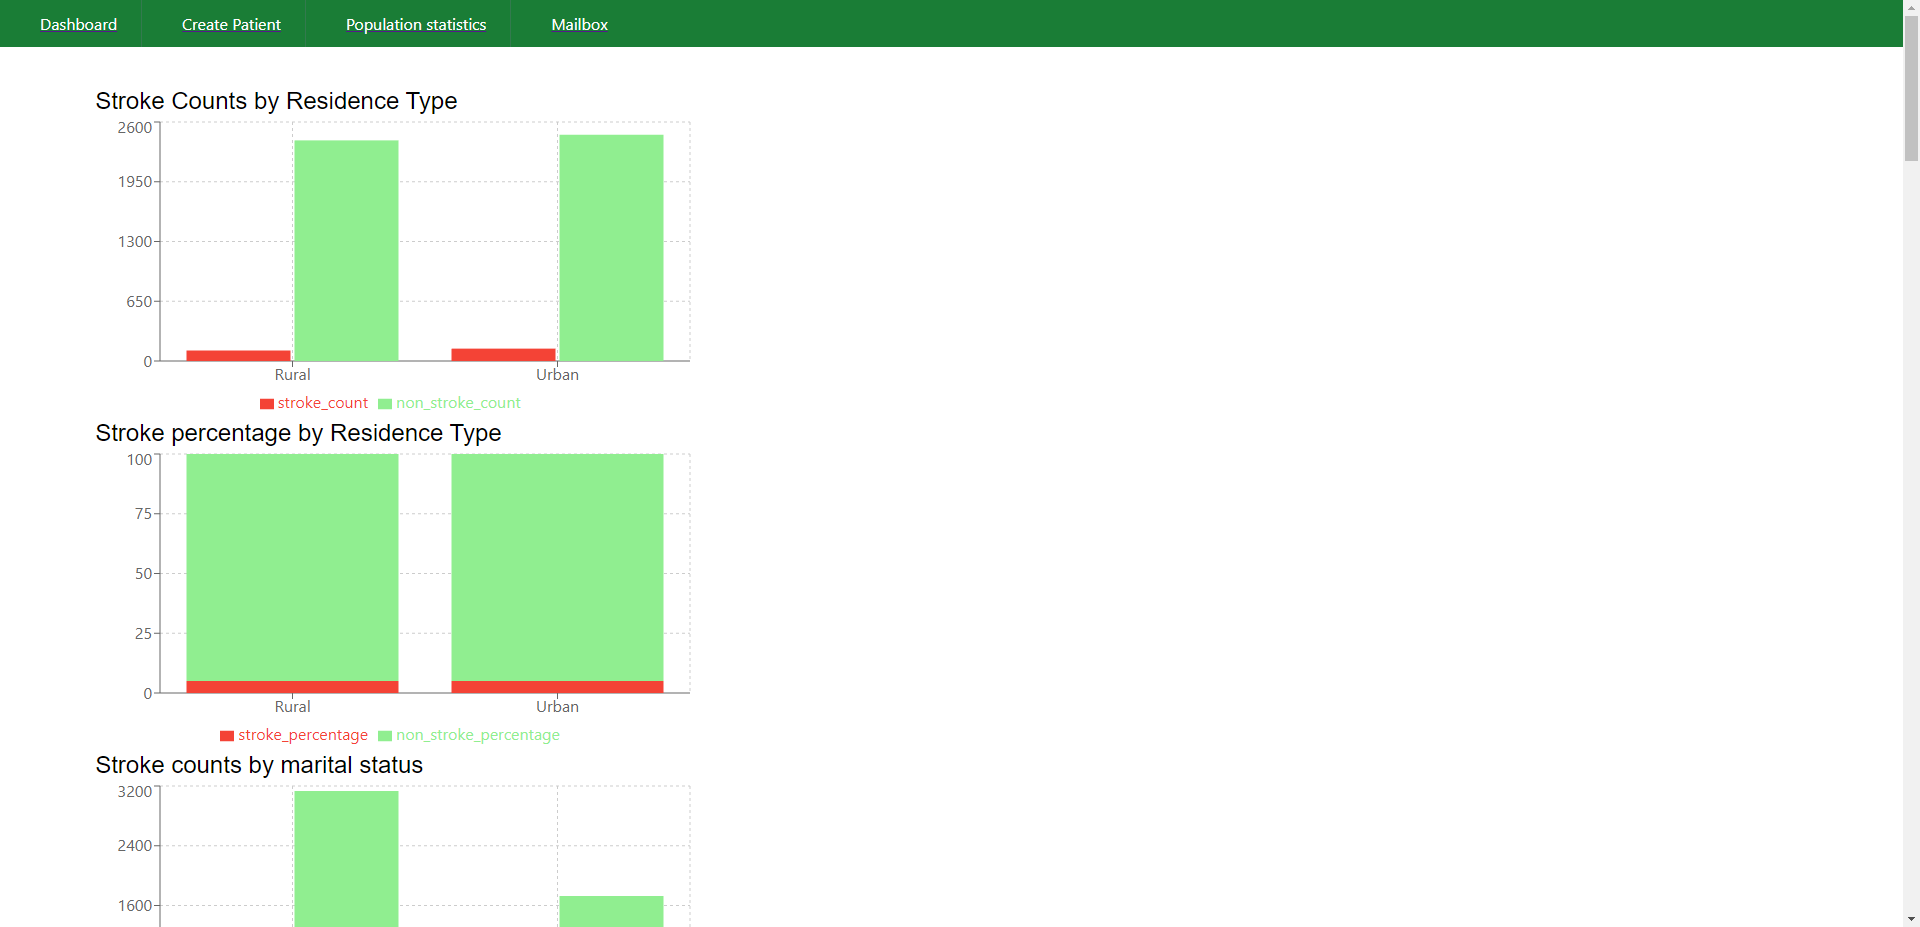 Dashboard Create Patient Population statistics Mailbox
Stroke Counts by Residence Type
2600
1950
1300
650
0
Rural Urban
stroke_count non_stroke_count
Stroke percentage by Residence Type
100
75
50
25
0
Rural Urban
stroke_percentage non_stroke_percentage
Stroke counts by marital status
3200
2400
1600